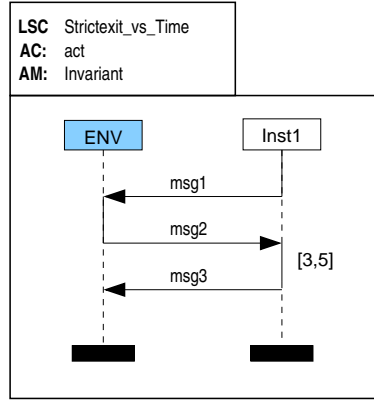 LSC Strictexit_vs_Time
AC: act
AM: Invariant
ENV Inst1
msg1
msg2
[3,5]
msg3